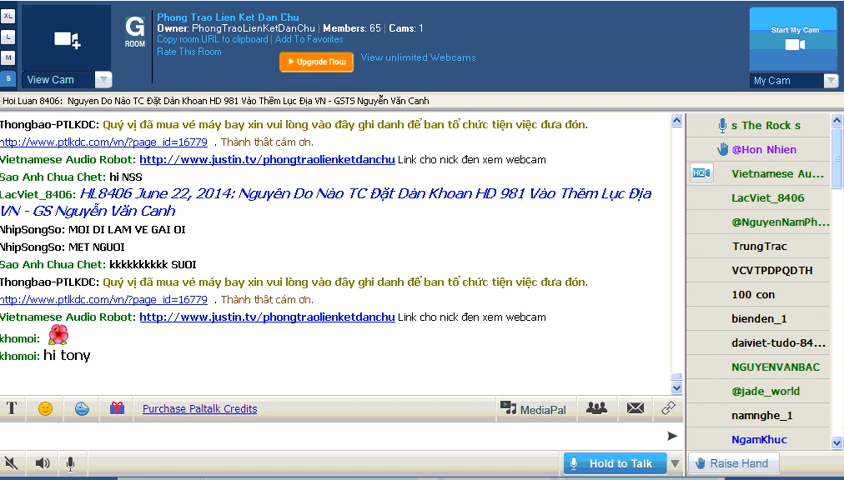 XL
L
M
S
View Cam
G
ROOM
Phong Trao Lien Ket Dan Chu
Owner: PhongTraoLienKetDanChu | Members: 65 | Cams: 1
Copy room URL to clipboard | Add To Favorites
Rate This Room
Upgrade Now
View unlimited Webcams
Start My Cam
My Cam
Hoi Luan 8406: Nguyen Do Nào TC Đặt Dàn Khoan HD 981 Vào Thềm Lục Địa VN - GSTS Nguyễn Văn Canh
Thongbao-PTLKDC: Quý vị đã mua vé máy bay xin vui lòng vào đây ghi danh để ban tổ chức tiện việc đưa đón.
http://www.ptlkdc.com/vn/?page_id=16779 . Thành thật cám ơn.
Vietnamese Audio Robot: http://www.justin.tv/phongtraolienketdanchu Link cho nick đen xem webcam
Sao Anh Chua Chet: hi NSS
LacViet_8406: HL8406 June 22, 2014: Nguyên Do Nào TC Đặt Dàn Khoan HD 981 Vào Thềm Lục Địa
VN - GS Nguyễn Văn Canh
NhipSongSo: MOI DI LAM VE GAI OI
NhipSongSo: MET NGUOI
Sao Anh Chua Chet: kkkkkkkkkk SUOI
Thongbao-PTLKDC: Quý vị đã mua vé máy bay xin vui lòng vào đây ghi danh để ban tổ chức tiện việc đưa đón.
http://www.ptlkdc.com/vn/?page_id=16779 . Thành thật cám ơn.
Vietnamese Audio Robot: http://www.justin.tv/phongtraolienketdanchu Link cho nick đen xem webcam
khomoi:
khomoi: hi tony
T
Purchase Paltalk Credits
MediaPal
Hold to Talk
s The Rock s
@Hon Nhien
HQ
Vietnamese Au...
LacViet_8406
@NguyenNamPh...
TrungTrac
VCVTPDPQDTH
100 con
bienden_1
daiviet-tudo-84...
NGUYENVANBAC
@jade_world
namnghe_1
NgamKhuc
Raise Hand